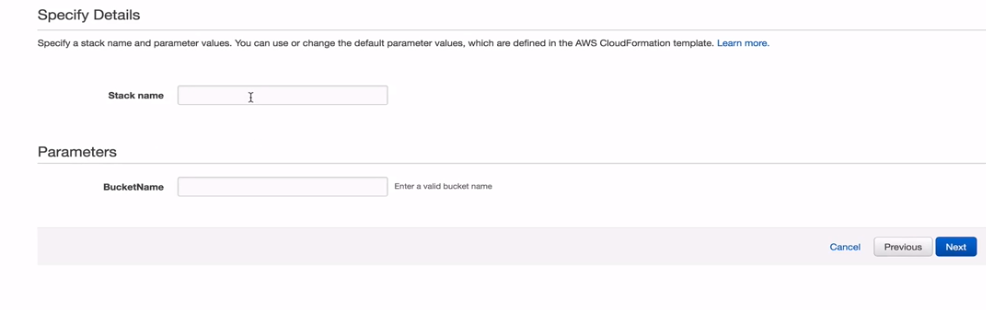 Specify Details
Specify a stack name and parameter values. You can use or change the default parameter values, which are defined in the AWS CloudFormation template. Learn more.
Stack name
Parameters
BucketName Enter a valid bucket name
Cancel Previous Next